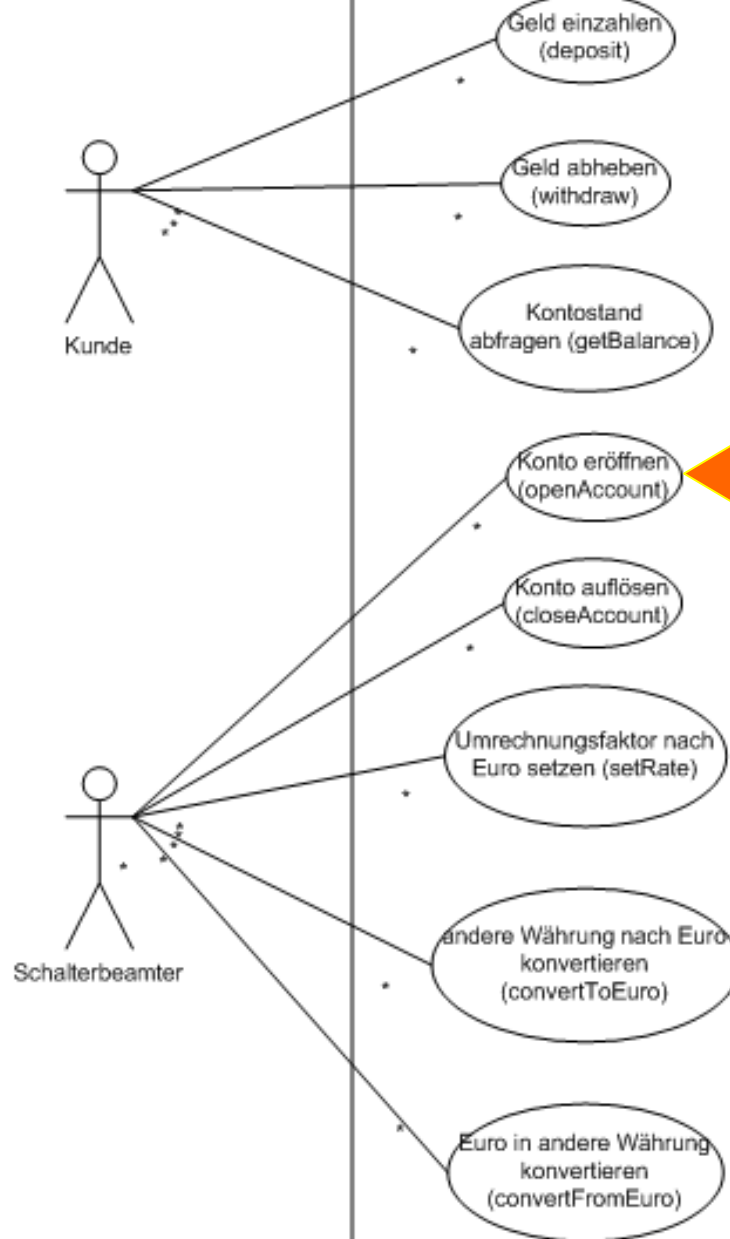 Geld einzahlen
(deposit)
*
Geld abheben
(withdraw)
*
*
*
*
Kontostand
abfragen (getBalance)
Kunde
*
Konto eröffnen
(openAccount)
*
Konto auflösen
(closeAccount)
*
Umrechnungsfaktor nach
Euro setzen (setRate)
*
*
*
*
*
*
andere Währung nach Euro
konvertieren
(convertToEuro)
Schalterbeamter
*
*
Euro in andere Währung
konvertieren
(convertFromEuro)